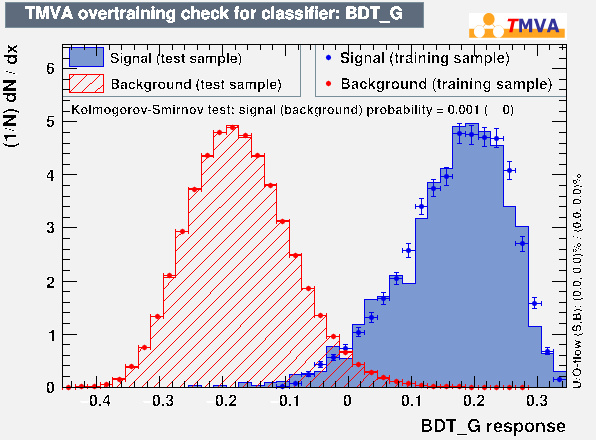 TMVA overtraining check for classifier: BDT_G
TMVA
Signal (test sample)
Background (test sample)
Signal (training sample)
Background (training sample)
Kolmogorov-Smirnov test: signal (background) probability = 0.001 ( 0)
(1/N) dN / dx
6
5
4
3
2
1
0
-0.4 -0.3 -0.2 -0.1 0 0.1 0.2 0.3
BDT_G response
U/O-flow (S,B): (0.0, 0.0)% / (0.0, 0.0)%